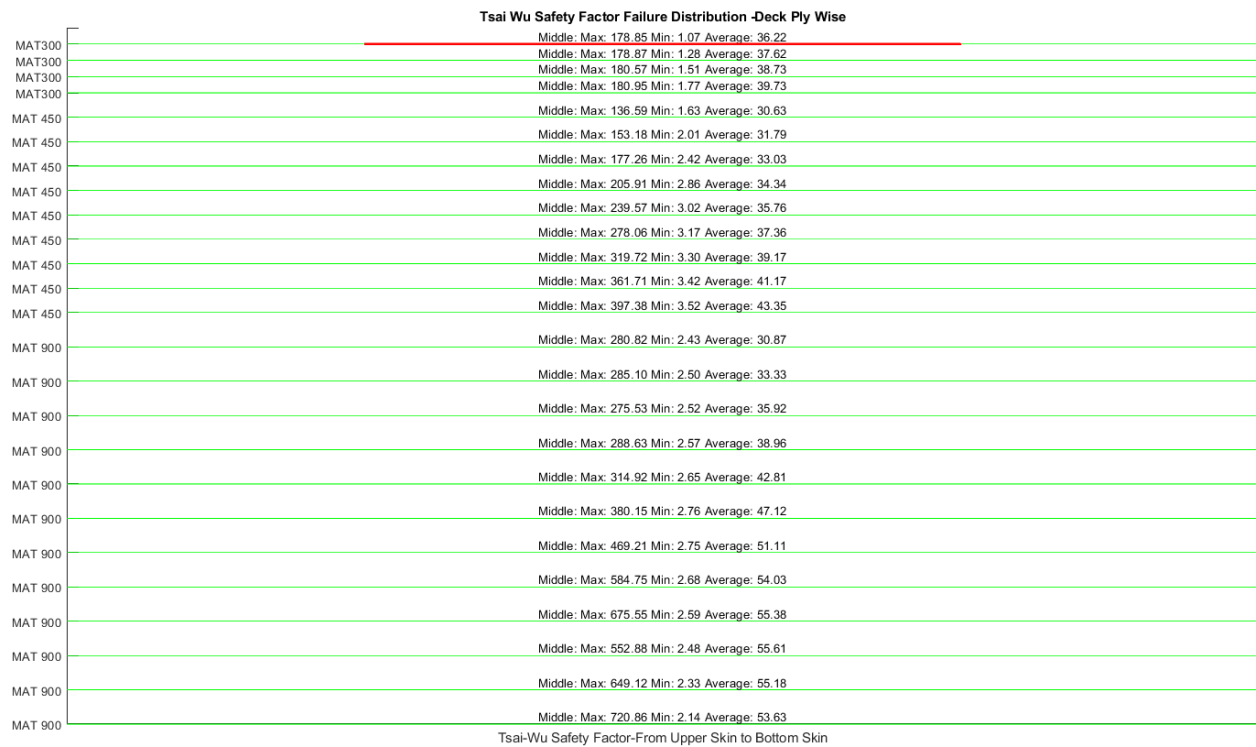 Tsai Wu Safety Factor Failure Distribution -Deck Ply Wise
MAT300 Middle: Max: 178.85 Min: 1.07 Average: 36.22
MAT300 Middle: Max: 178.87 Min: 1.28 Average: 37.62
MAT300 Middle: Max: 180.57 Min: 1.51 Average: 38.73
MAT300 Middle: Max: 180.95 Min: 1.77 Average: 39.73
MAT 450 Middle: Max: 136.59 Min: 1.63 Average: 30.63
MAT 450 Middle: Max: 153.18 Min: 2.01 Average: 31.79
MAT 450 Middle: Max: 177.26 Min: 2.42 Average: 33.03
MAT 450 Middle: Max: 205.91 Min: 2.86 Average: 34.34
MAT 450 Middle: Max: 239.57 Min: 3.02 Average: 35.76
MAT 450 Middle: Max: 278.06 Min: 3.17 Average: 37.36
MAT 450 Middle: Max: 319.72 Min: 3.30 Average: 39.17
MAT 450 Middle: Max: 361.71 Min: 3.42 Average: 41.17
MAT 450 Middle: Max: 397.38 Min: 3.52 Average: 43.35
MAT 900 Middle: Max: 280.82 Min: 2.43 Average: 30.87
MAT 900 Middle: Max: 285.10 Min: 2.50 Average: 33.33
MAT 900 Middle: Max: 275.53 Min: 2.52 Average: 35.92
MAT 900 Middle: Max: 288.63 Min: 2.57 Average: 38.96
MAT 900 Middle: Max: 314.92 Min: 2.65 Average: 42.81
MAT 900 Middle: Max: 380.15 Min: 2.76 Average: 47.12
MAT 900 Middle: Max: 469.21 Min: 2.75 Average: 51.11
MAT 900 Middle: Max: 584.75 Min: 2.68 Average: 54.03
MAT 900 Middle: Max: 675.55 Min: 2.59 Average: 55.38
MAT 900 Middle: Max: 552.88 Min: 2.48 Average: 55.61
MAT 900 Middle: Max: 649.12 Min: 2.33 Average: 55.18
MAT 900 Middle: Max: 720.86 Min: 2.14 Average: 53.63
Tsai-Wu Safety Factor-From Upper Skin to Bottom Skin